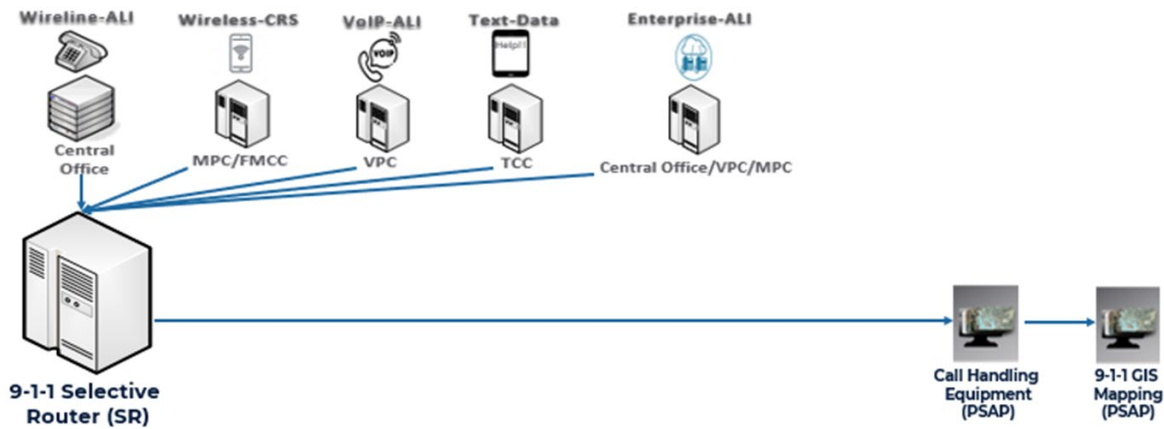 Wireline-ALI
Wireless-CRS
VoIP-ALI
Text-Data
Enterprise-ALI
VOIP
Help!!
Central
Office
MPC/FMCC
VPC
TCC
Central Office/VPC/MPC
9-1-1 Selective
Router (SR)
Call Handling
Equipment
(PSAP)
9-1-1 GIS
Mapping
(PSAP)